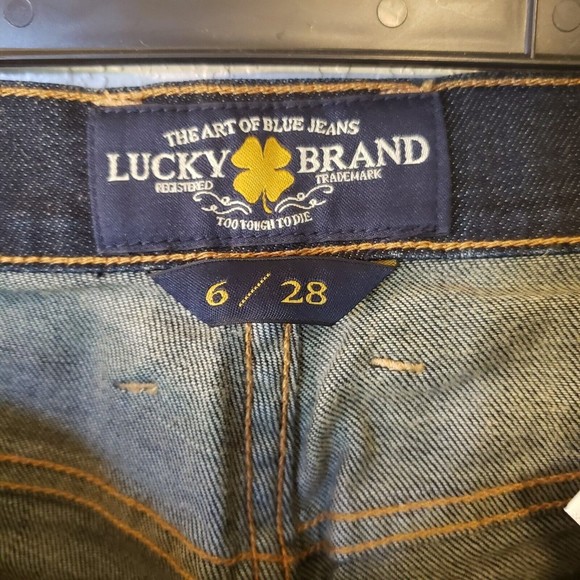 THE ART OF BLUE JEANS
LUCKY BRAND
REGISTERED TRADEMARK
TOO TOUGH TO DIE
6 / 28